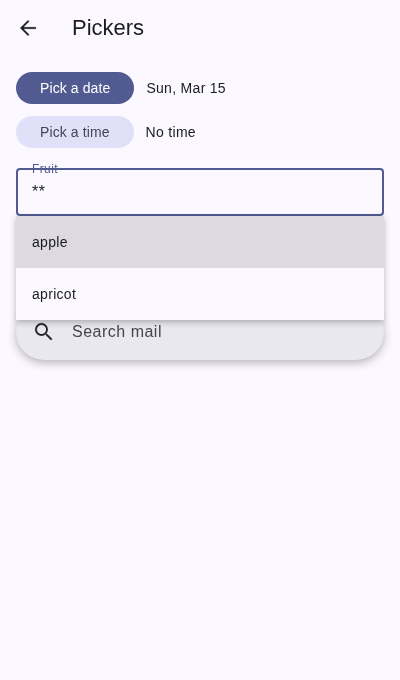 Pickers
Pick a date
Sun, Mar 15
Pick a time
No time
Fruit
**
apple
apricot
Search mail